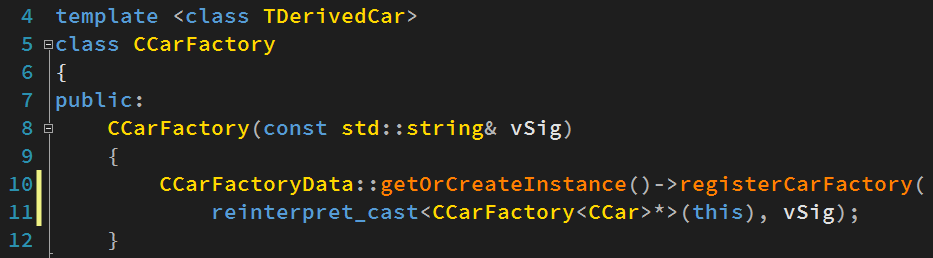 4 template <class TDerivedCar>
5 class CCarFactory
6 {
7 public:
8 CCarFactory(const std::string& vSig)
9 {
10 CCarFactoryData::getOrCreateInstance()->registerCarFactory(
11 reinterpret_cast<CCarFactory<CCar>*>(this), vSig);
12 }